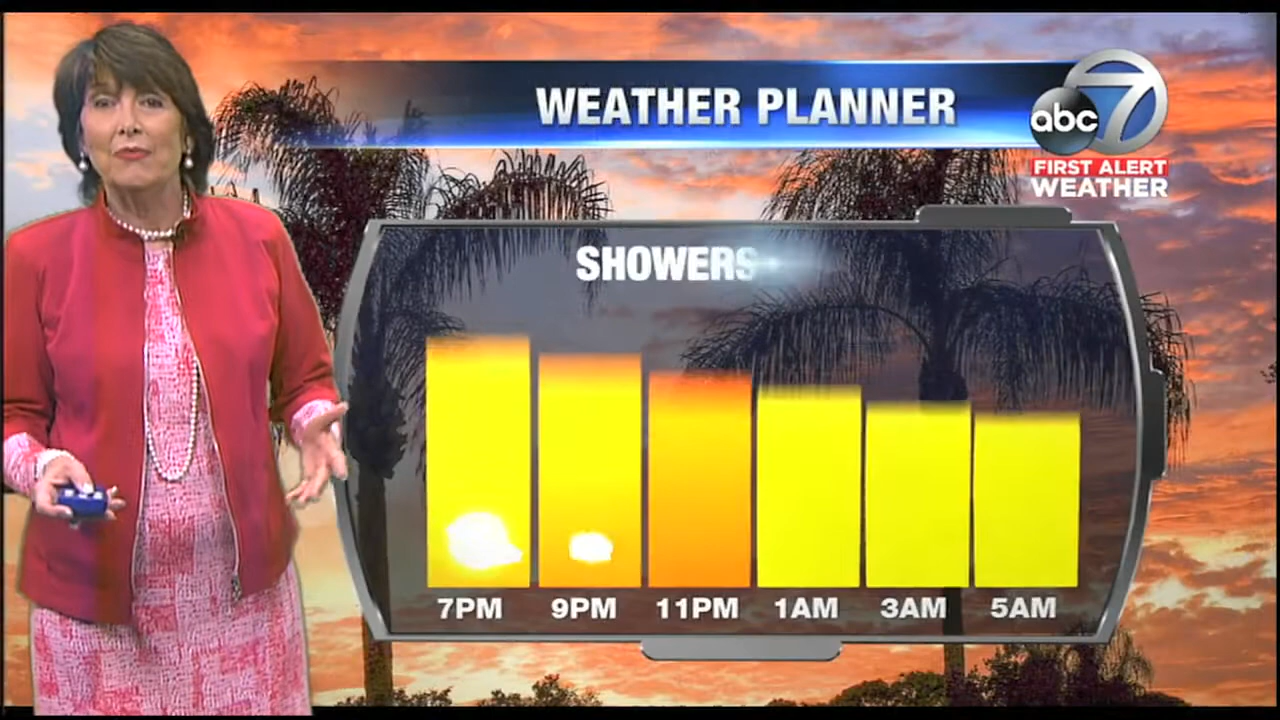 WEATHER PLANNER
abc 7
FIRST ALERT
WEATHER
SHOWERS
7PM 9PM 11PM 1AM 3AM 5AM